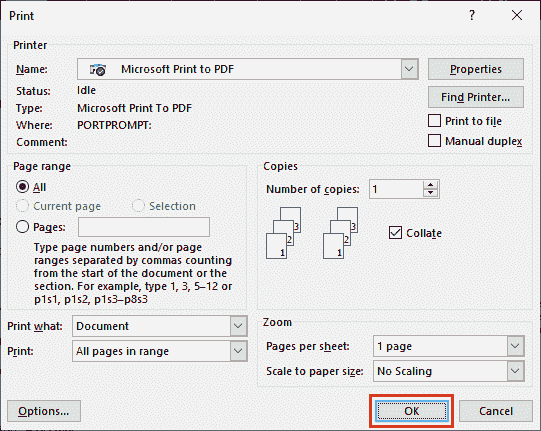 Print
? ×
Printer
Name: Microsoft Print to PDF
Properties
Status: Idle
Find Printer...
Type: Microsoft Print To PDF
Where: PORTPROMPT:
Print to file
Comment:
Manual duplex
Page range
All
Current page Selection
Pages:
Type page numbers and/or page
ranges separated by commas counting
from the start of the document or the
section. For example, type 1, 3, 5–12 or
p1s1, p1s2, p1s3–p8s3
Copies
Number of copies: 1
1 2 3 1 2 3
Collate
Print what: Document
Print: All pages in range
Zoom
Pages per sheet: 1 page
Scale to paper size: No Scaling
Options...
OK
Cancel